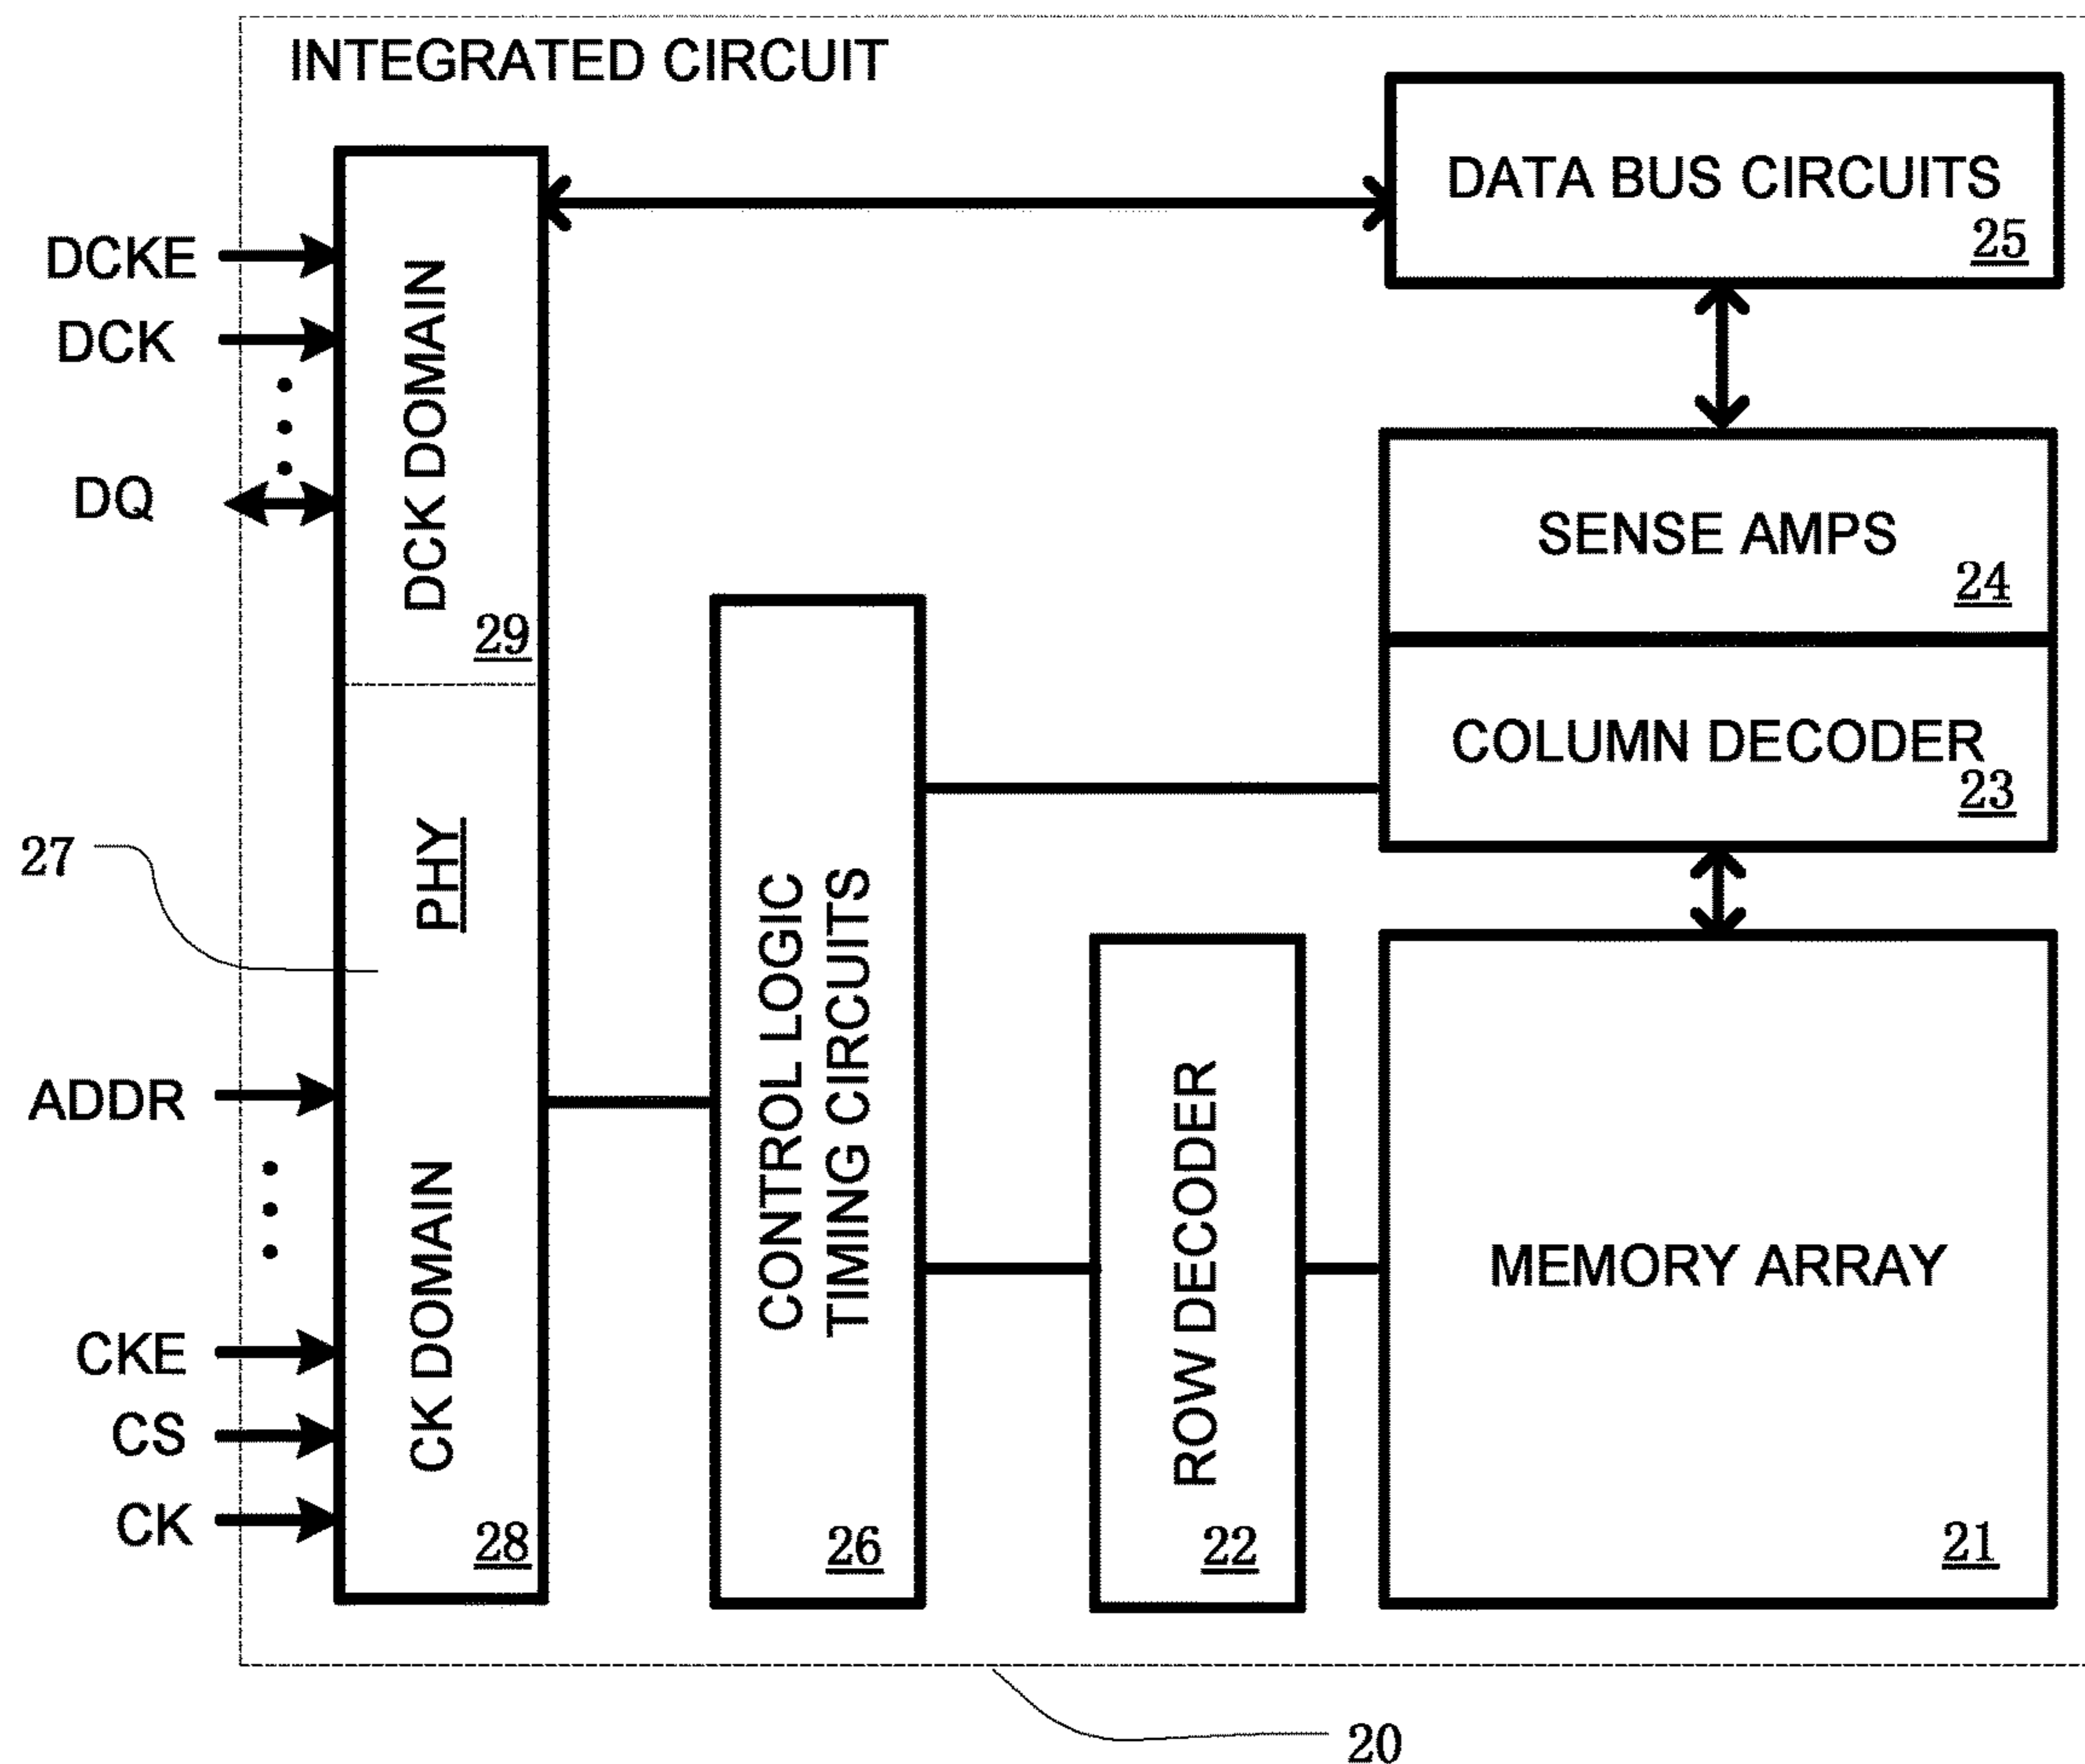 INTEGRATED CIRCUIT
DATA BUS CIRCUITS
25
DCKE
DCK
DQ
DCK DOMAIN
29
SENSE AMPS
24
COLUMN DECODER
23
27
PHY
ADDR
CKE
CS
CK
CK DOMAIN
28
CONTROL LOGIC
TIMING CIRCUITS
26
ROW DECODER
22
MEMORY ARRAY
21
20